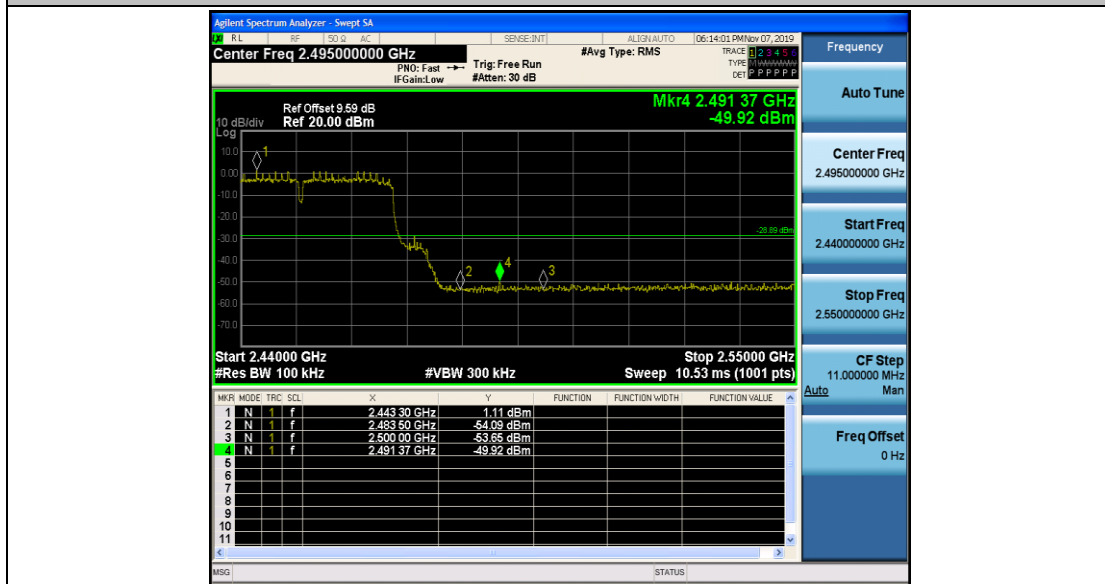 Agilent Spectrum Analyzer - Swept SA
RL RF 50 Ω AC SENSE:INT ALIGN AUTO 06:14:01 PM Nov 07, 2019
Center Freq 2.495000000 GHz
PNO: Fast
IFGain:Low
Trig: Free Run
#Atten: 30 dB
#Avg Type: RMS
TRACE 1 2 3 4 5 6
TYPE M
DET P P P P P P
Mkr4 2.491 37 GHz
-49.92 dBm
Ref Offset 9.59 dB
10 dB/div Ref 20.00 dBm
Log
10.0
0.00
-10.0
-20.0
-30.0
-40.0
-50.0
-60.0
-70.0
1
2
4
3
-28.89 dBm
Start 2.44000 GHz Stop 2.55000 GHz
#Res BW 100 kHz #VBW 300 kHz Sweep 10.53 ms (1001 pts)
MKR MODE TRC SCL X Y FUNCTION FUNCTION WIDTH FUNCTION VALUE
1 N 1 f 2.443 30 GHz 1.11 dBm
2 N 1 f 2.483 50 GHz -54.09 dBm
3 N 1 f 2.500 00 GHz -53.65 dBm
4 N 1 f 2.491 37 GHz -49.92 dBm
5
6
7
8
9
10
11
MSG STATUS
Frequency
Auto Tune
Center Freq
2.495000000 GHz
Start Freq
2.440000000 GHz
Stop Freq
2.550000000 GHz
CF Step
11.000000 MHz
Auto Man
Freq Offset
0 Hz